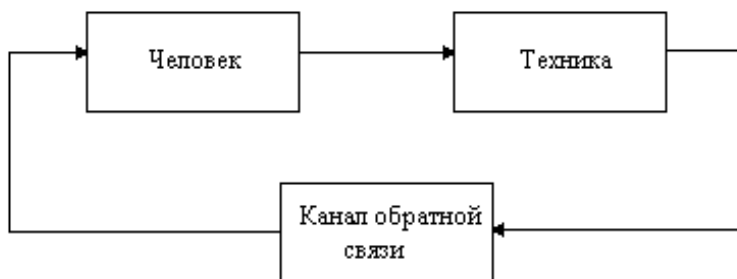 Человек
Техника
Канал обратной
связи